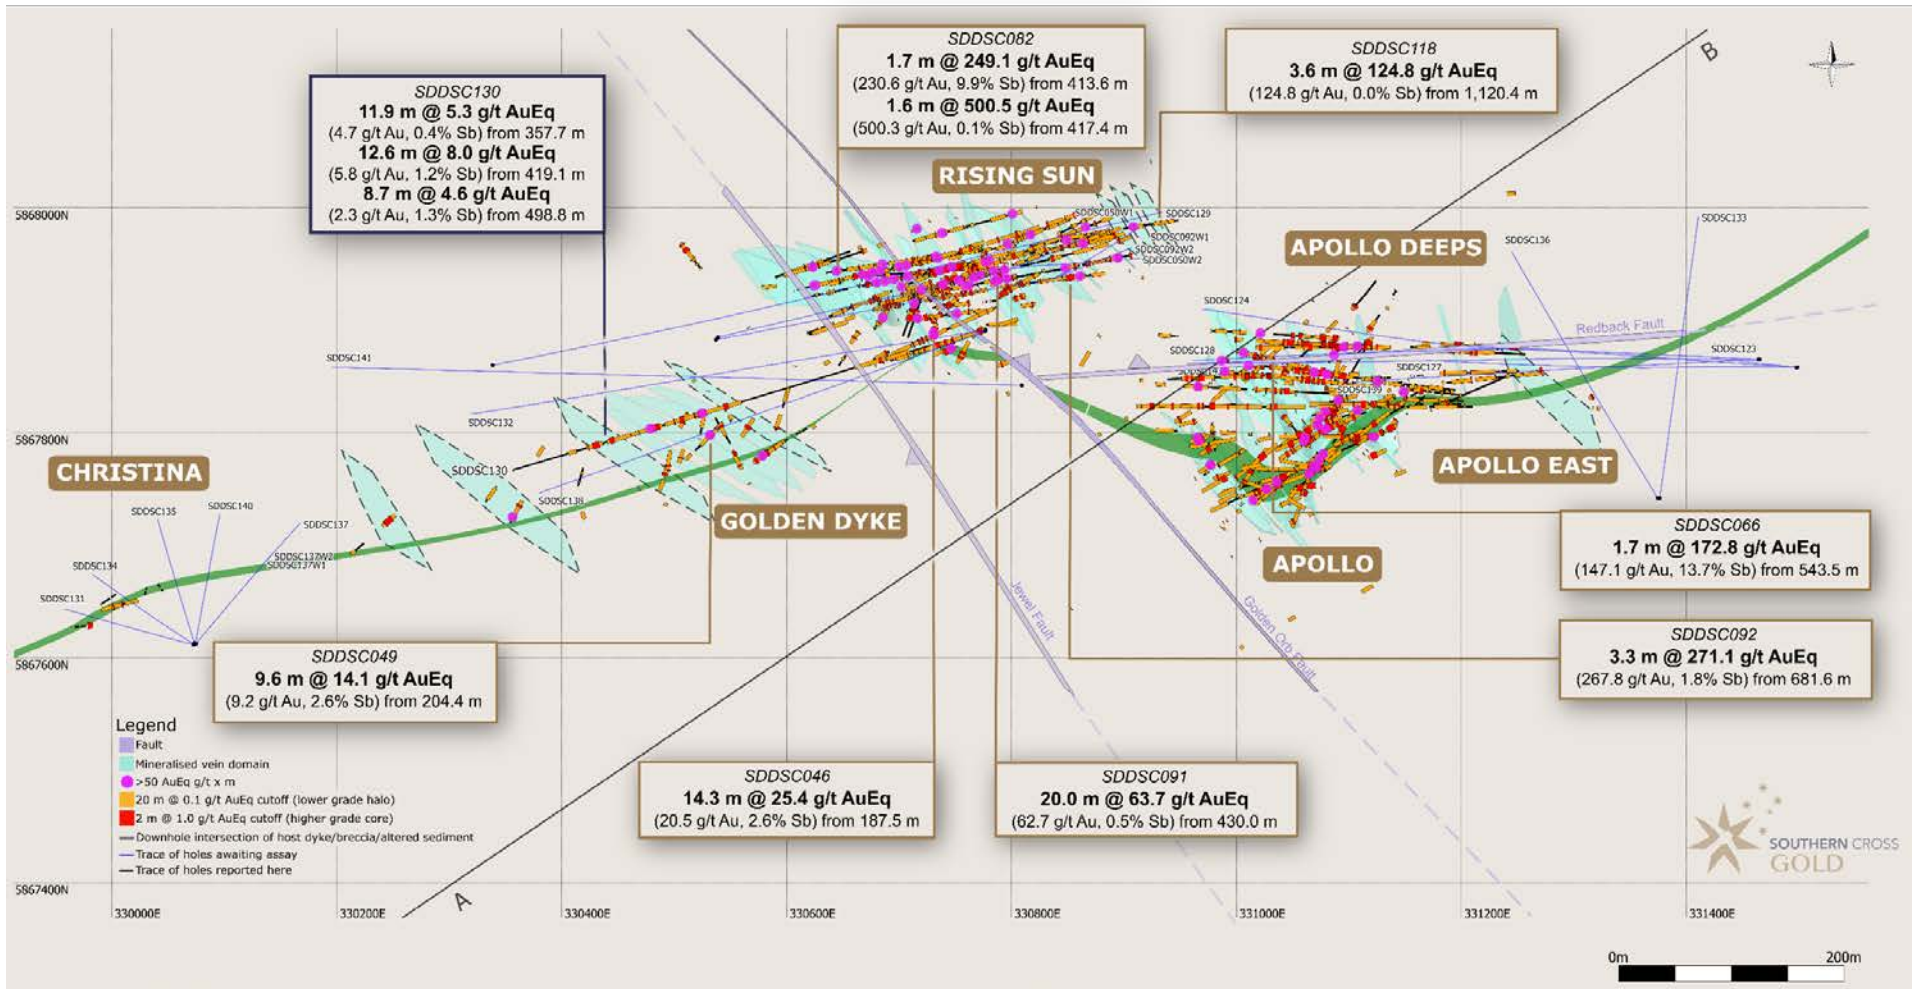 SDDSC082
1.7 m @ 249.1 g/t AuEq
(230.6 g/t Au, 9.9% Sb) from 413.6 m
1.6 m @ 500.5 g/t AuEq
(500.3 g/t Au, 0.1% Sb) from 417.4 m
SDDSC118
3.6 m @ 124.8 g/t AuEq
(124.8 g/t Au, 0.0% Sb) from 1,120.4 m
B
SDDSC130
11.9 m @ 5.3 g/t AuEq
(4.7 g/t Au, 0.4% Sb) from 357.7 m
12.6 m @ 8.0 g/t AuEq
(5.8 g/t Au, 1.2% Sb) from 419.1 m
8.7 m @ 4.6 g/t AuEq
(2.3 g/t Au, 1.3% Sb) from 498.8 m
RISING SUN
5868000N
SDDSC050W1
SDDSC129
SDDSC133
SDDSC092W1
SDDSC092W2
SDDSC050W2
SDDSC136
APOLLO DEEPS
SDDSC124
Redback Fault
SDDSC141
SDDSC128
SDDSC123
SDDSC127
SDDSC139
SDDSC132
5867800N
CHRISTINA
SDDSC130
APOLLO EAST
SDDSC138
GOLDEN DYKE
SDDSC135
SDDSC140
SDDSC137
SDDSC137W2
SDDSC137W1
SDDSC134
SDDSC131
APOLLO
SDDSC066
1.7 m @ 172.8 g/t AuEq
(147.1 g/t Au, 13.7% Sb) from 543.5 m
Jewel Fault
Golden Orb Fault
SDDSC092
3.3 m @ 271.1 g/t AuEq
(267.8 g/t Au, 1.8% Sb) from 681.6 m
5867600N
SDDSC049
9.6 m @ 14.1 g/t AuEq
(9.2 g/t Au, 2.6% Sb) from 204.4 m
Legend
Fault
Mineralised vein domain
>50 AuEq g/t x m
20 m @ 0.1 g/t AuEq cutoff (lower grade halo)
2 m @ 1.0 g/t AuEq cutoff (higher grade core)
Downhole intersection of host dyke/breccia/altered sediment
Trace of holes awaiting assay
Trace of holes reported here
SDDSC046
14.3 m @ 25.4 g/t AuEq
(20.5 g/t Au, 2.6% Sb) from 187.5 m
SDDSC091
20.0 m @ 63.7 g/t AuEq
(62.7 g/t Au, 0.5% Sb) from 430.0 m
SOUTHERN CROSS
GOLD
5867400N
A
330000E
330200E
330400E
330600E
330800E
331000E
331200E
331400E
0m
200m